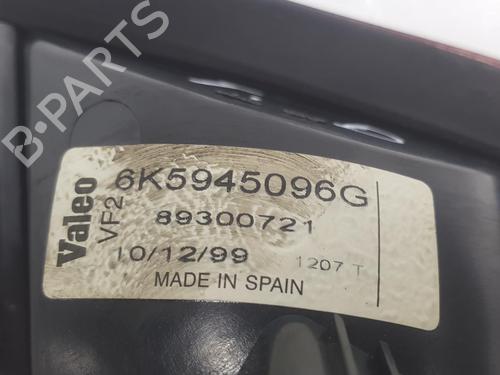 B-PARTS
Valeo
VF2
6K5945096G
89300721
10/12/99 1207 T
MADE IN SPAIN